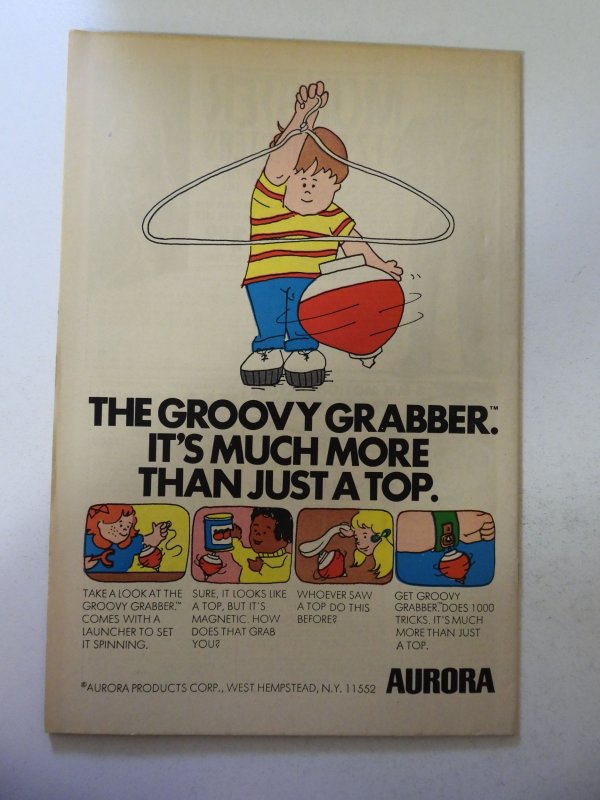 THE GROOVY GRABBER.™
IT'S MUCH MORE
THAN JUST A TOP.
TAKE A LOOK AT THE
GROOVY GRABBER.™
COMES WITH A
LAUNCHER TO SET
IT SPINNING.
SURE, IT LOOKS LIKE
A TOP, BUT IT'S
MAGNETIC. HOW
DOES THAT GRAB
YOU?
WHOEVER SAW
A TOP DO THIS
BEFORE?
GET GROOVY
GRABBER.™DOES 1000
TRICKS. IT'S MUCH
MORE THAN JUST
A TOP.
®AURORA PRODUCTS CORP., WEST HEMPSTEAD, N.Y. 11552
AURORA